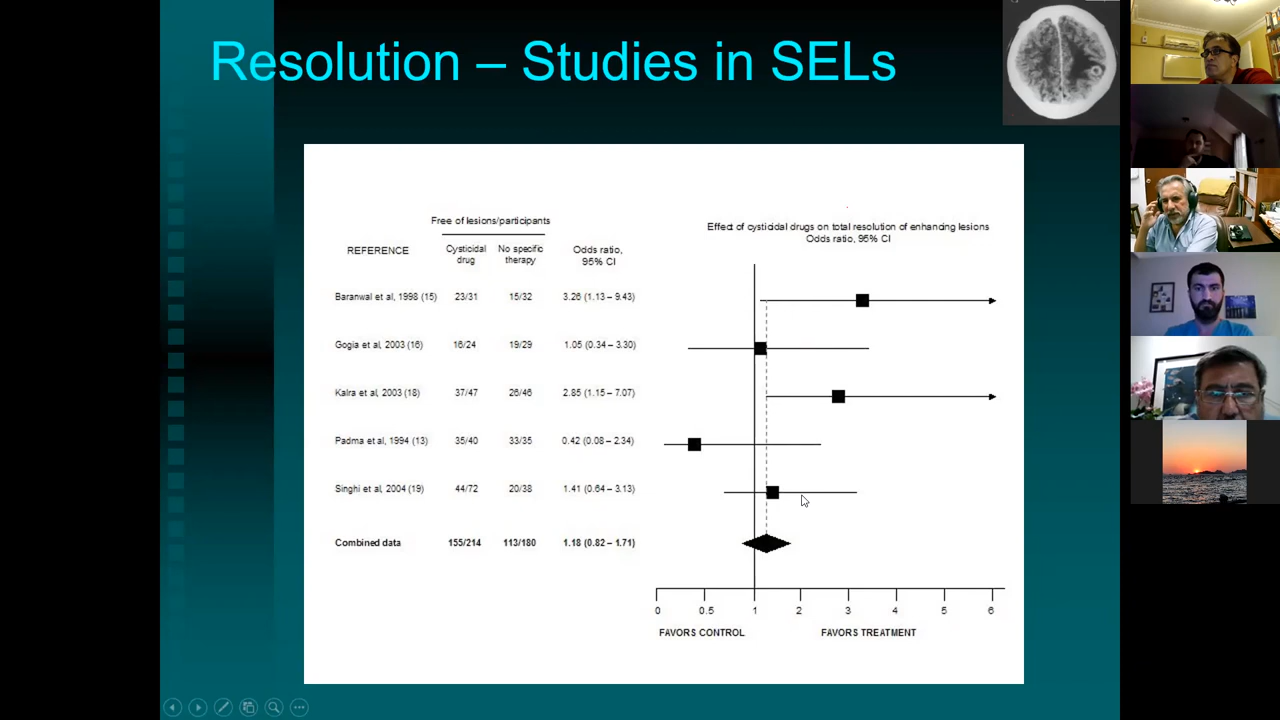 Resolution – Studies in SELs
Free of lesions/participants
Effect of cysticidal drugs on total resolution of enhancing lesions
Odds ratio, 95% CI
REFERENCE
Cysticidal
drug
No specific
therapy
Odds ratio,
95% CI
Baranwal et al, 1998 (15) 23/31 15/32 3.26 (1.13 – 9.43)
Gogia et al, 2003 (16) 16/24 19/29 1.05 (0.34 – 3.30)
Kalra et al, 2003 (18) 37/47 26/46 2.85 (1.15 – 7.07)
Padma et al, 1994 (13) 35/40 33/35 0.42 (0.08 – 2.34)
Singhi et al, 2004 (19) 44/72 20/38 1.41 (0.64 – 3.13)
Combined data 155/214 113/180 1.18 (0.82 – 1.71)
0 0.5 1 2 3 4 5 6
FAVORS CONTROL FAVORS TREATMENT